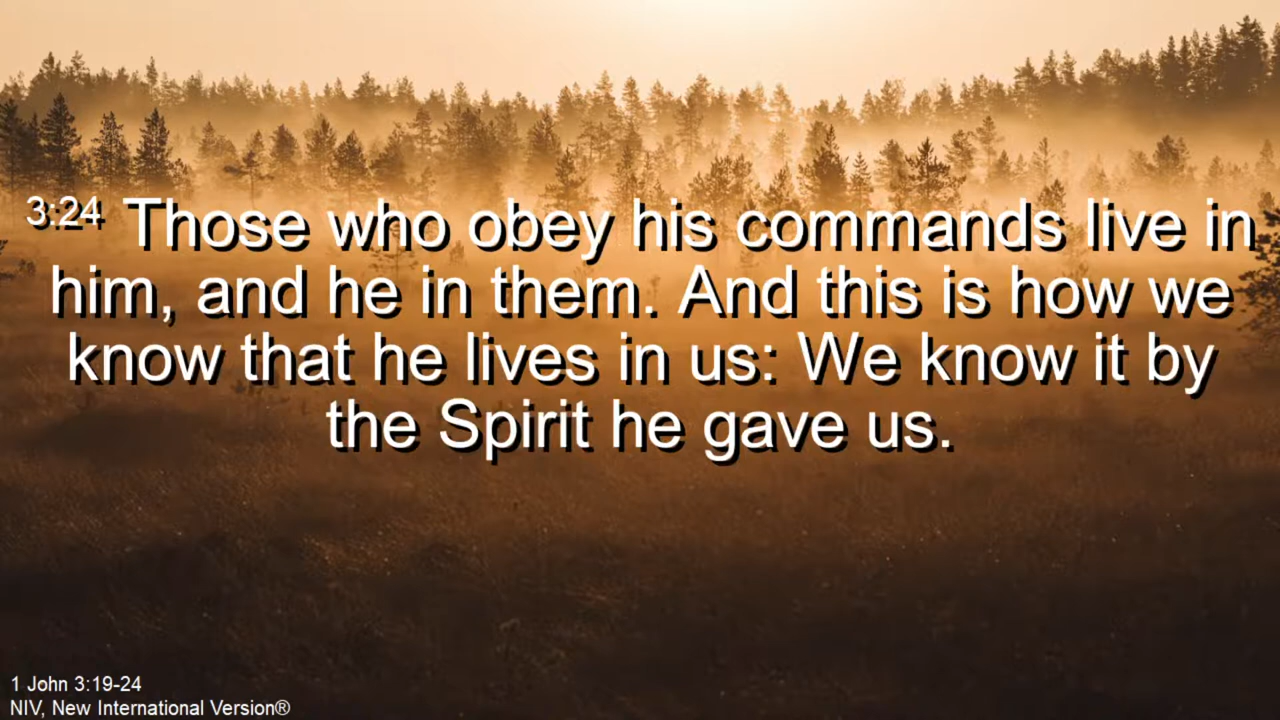 3:24 Those who obey his commands live in
him, and he in them. And this is how we
know that he lives in us: We know it by
the Spirit he gave us.
1 John 3:19-24
NIV, New International Version®